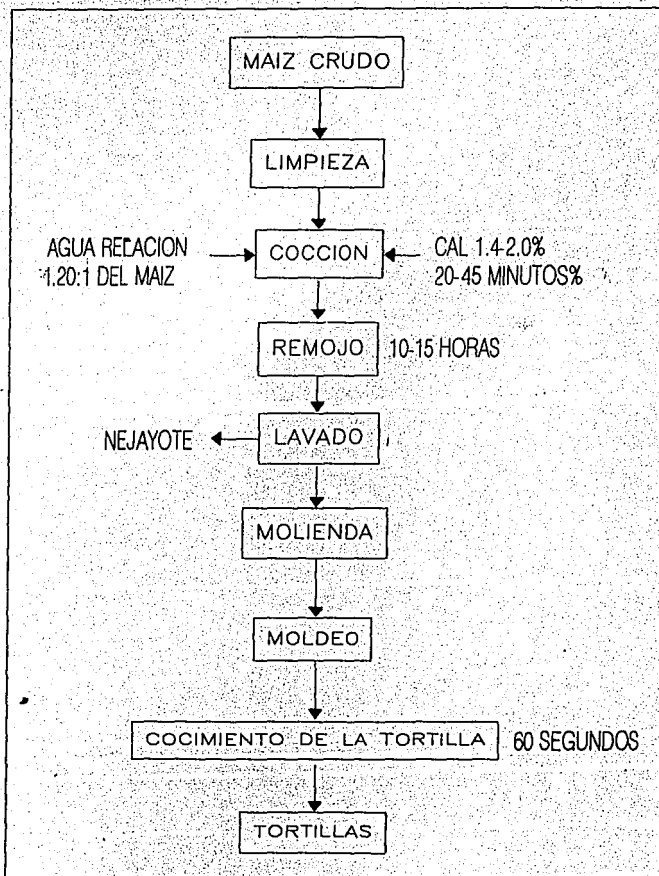 MAIZ CRUDO
LIMPIEZA
AGUA RELACION
1.20:1 DEL MAIZ
COCCION
CAL 1.4-2.0%
20-45 MINUTOS%
REMOJO
10-15 HORAS
NEJAYOTE
LAVADO
MOLIENDA
MOLDEO
COCIMIENTO DE LA TORTILLA
60 SEGUNDOS
TORTILLAS